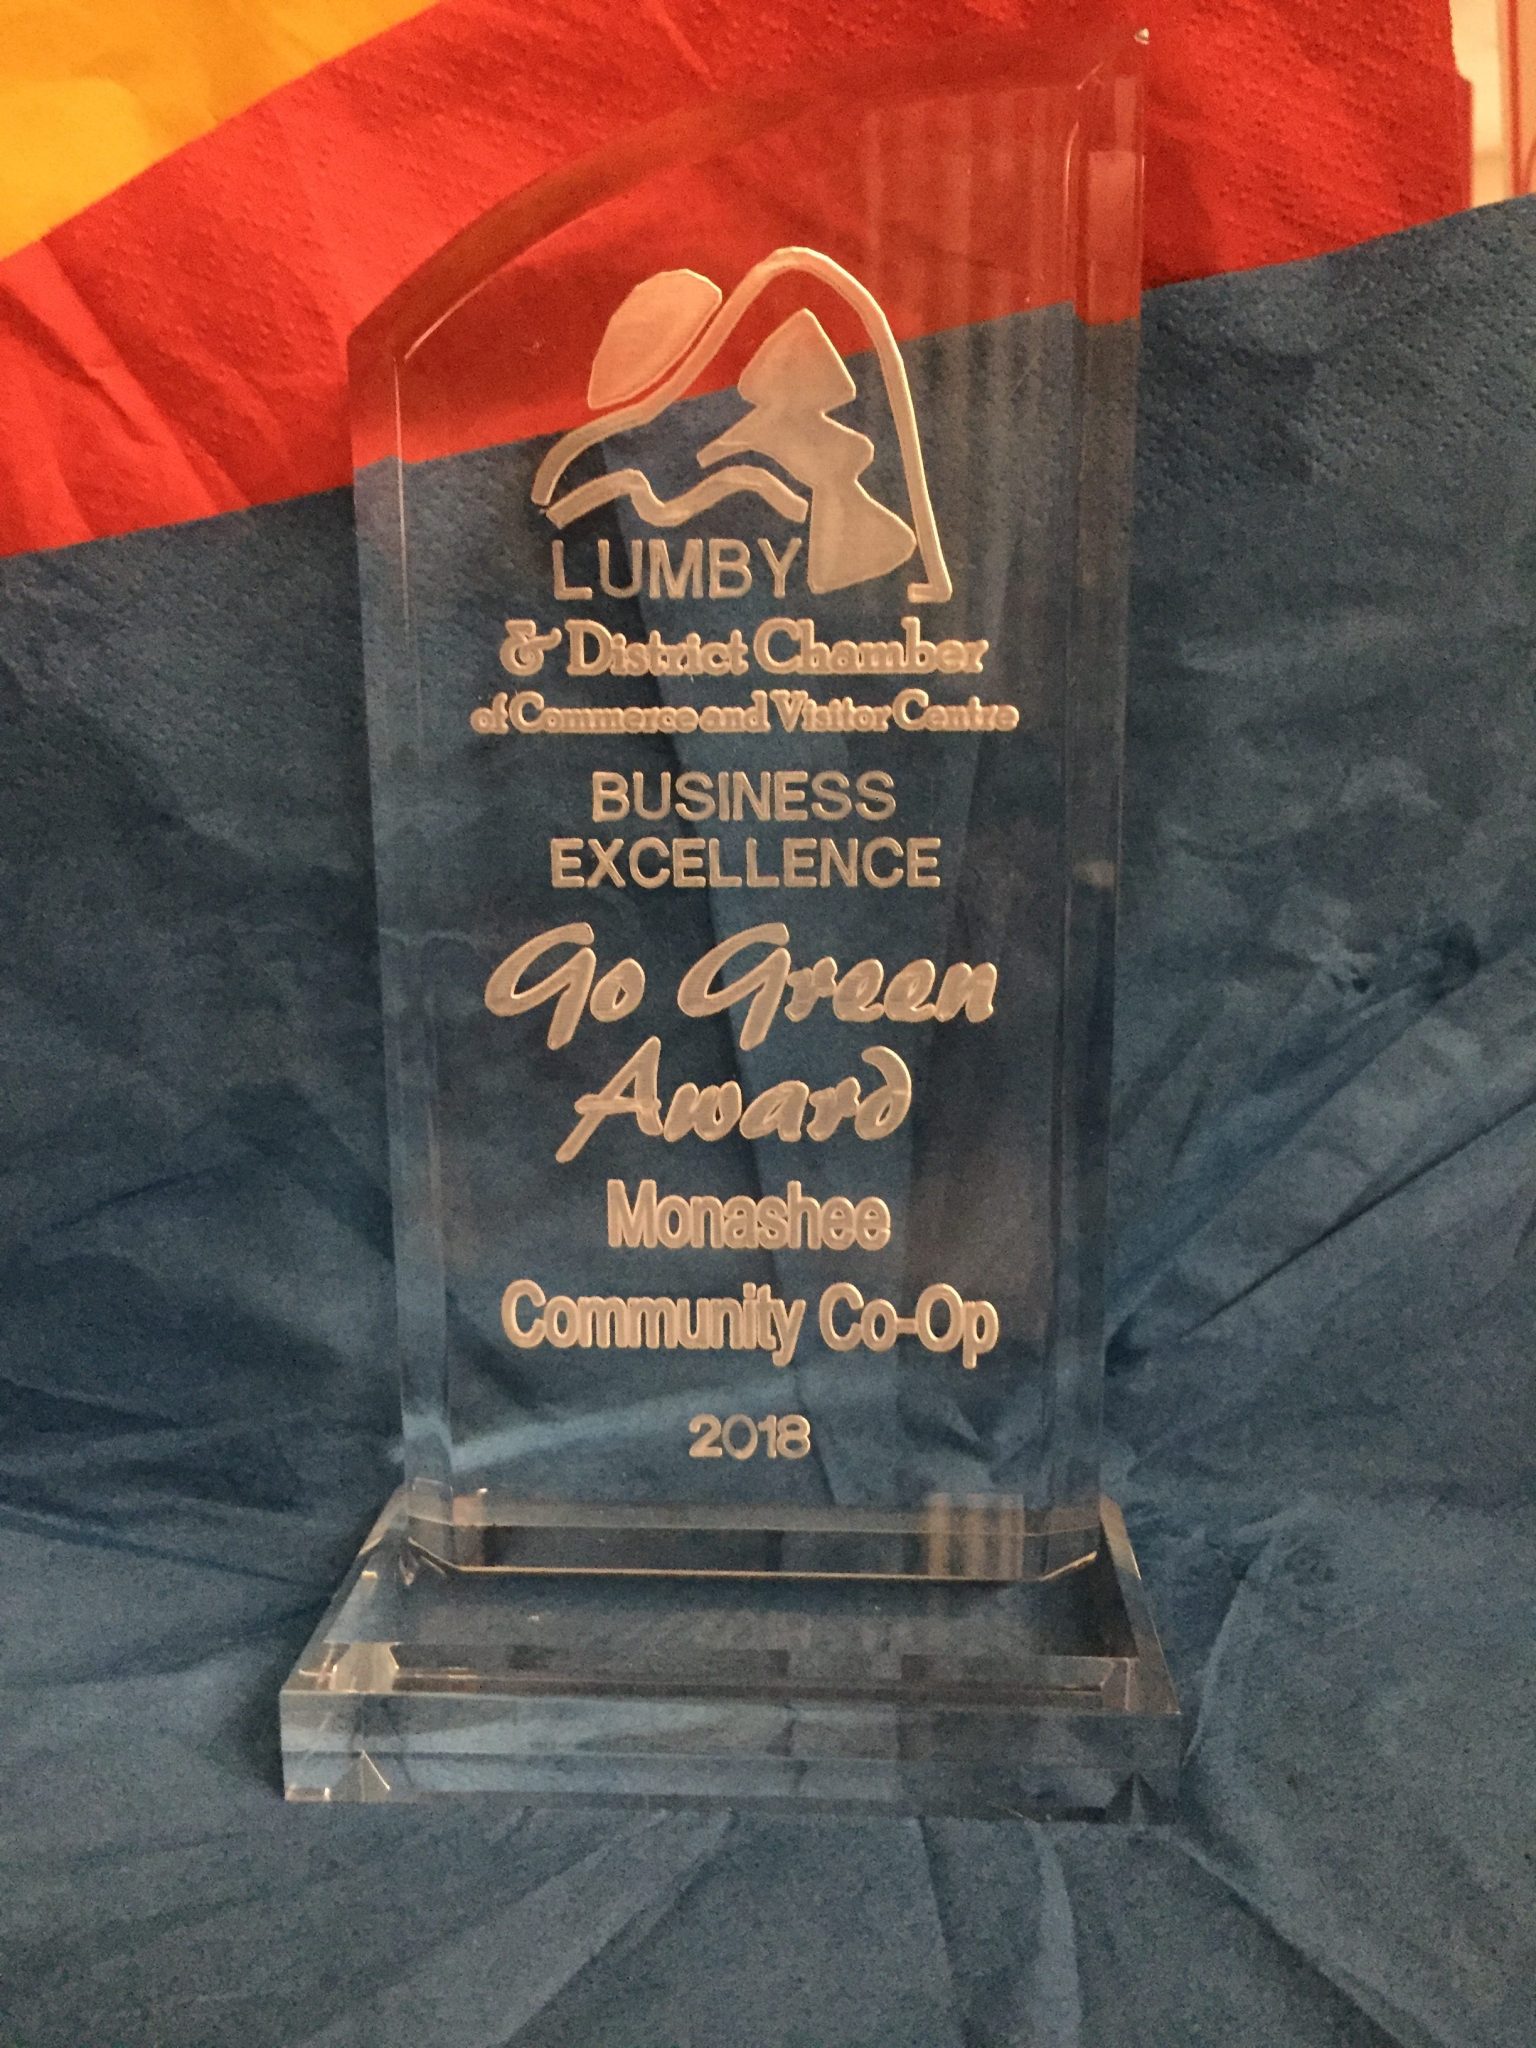 LUMBY
& District Chamber
of Commerce and Visitor Centre
BUSINESS
EXCELLENCE
Go Green
Award
Monashee
Community Co-Op
2018